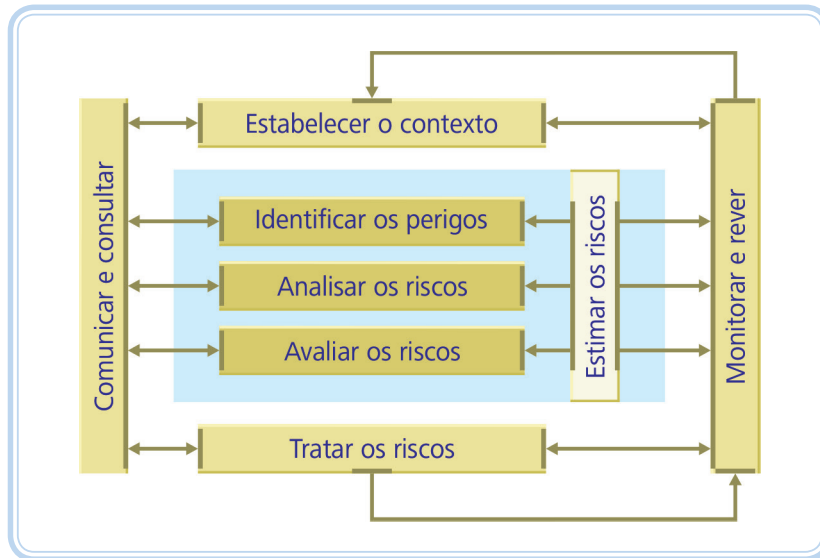 Comunicar e consultar
Estabelecer o contexto
Identificar os perigos
Analisar os riscos
Avaliar os riscos
Estimar os riscos
Tratar os riscos
Monitorar e rever